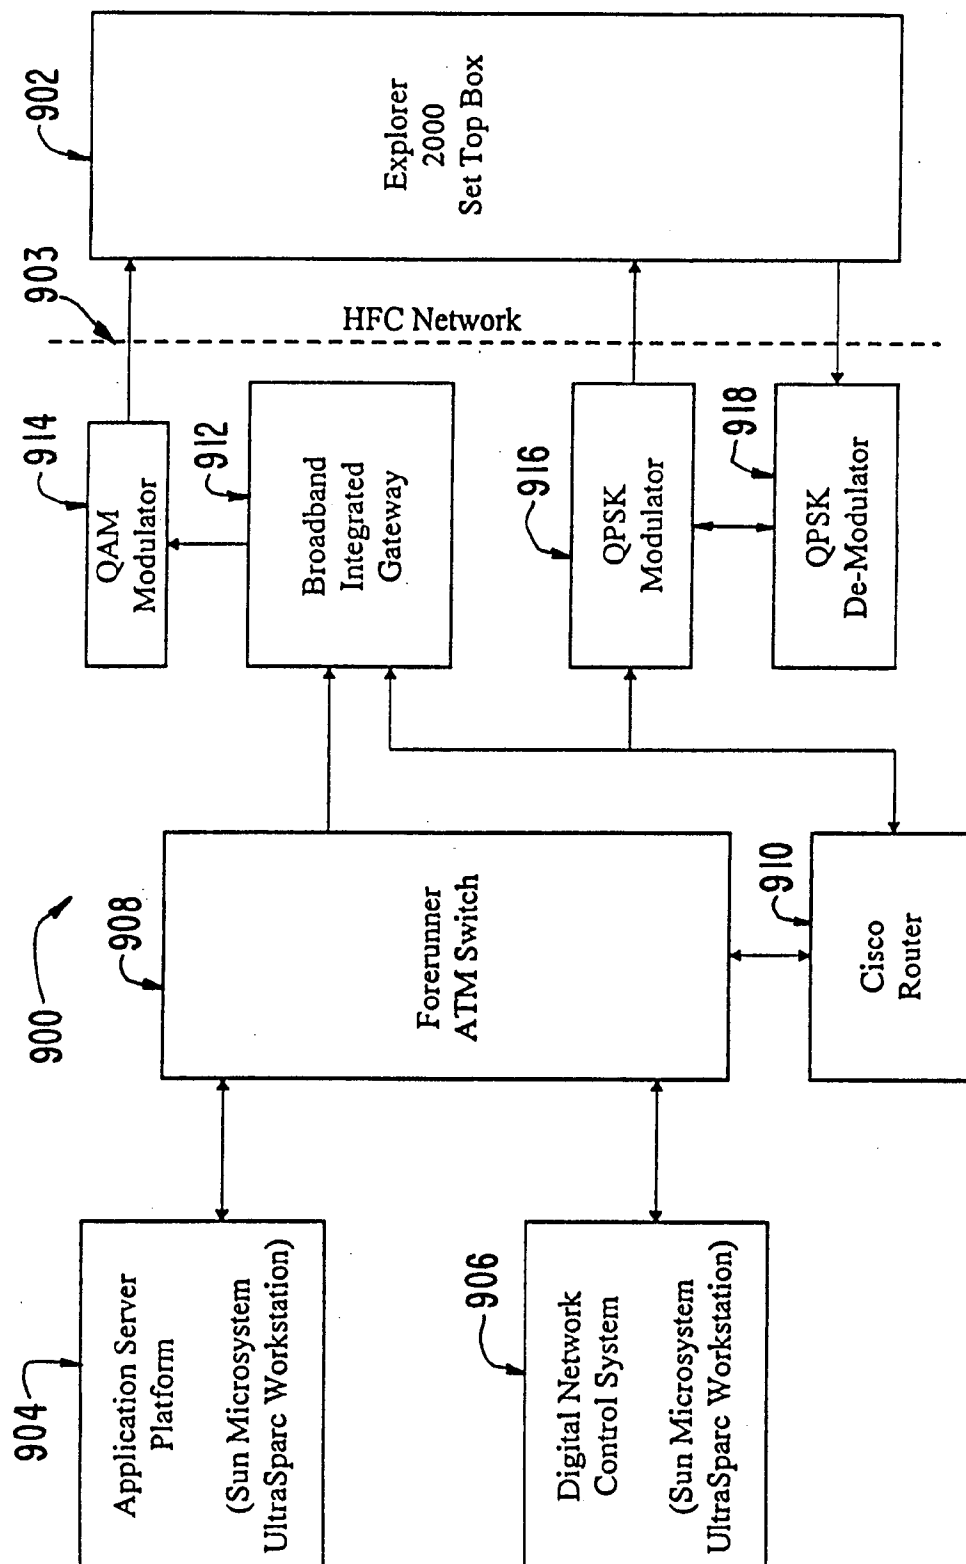 900
904
Application Server
Platform
(Sun Microsystem
UltraSparc Workstation)
906
Digital Network
Control System
(Sun Microsystem
UltraSparc Workstation)
908
Forerunner
ATM Switch
910
Cisco
Router
914
QAM
Modulator
912
Broadband
Integrated
Gateway
916
QPSK
Modulator
918
QPSK
De-Modulator
903
HFC Network
902
Explorer
2000
Set Top Box